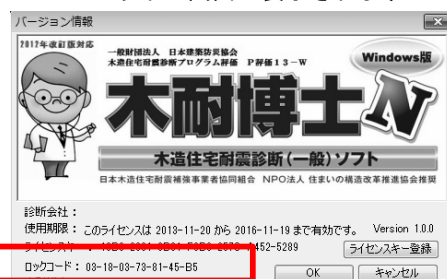 バージョン情報
2012年改訂版対応
一般財団法人 日本建築防災協会
木造住宅耐震診断プログラム評価 P評価13-W
Windows版
木耐博士N
木造住宅耐震診断(一般)ソフト
日本木造住宅耐震補強事業者協同組合 NPO法人 住まいの構造改革推進協会推奨
診断会社:
使用期限: このライセンスは 2013-11-20 から 2016-11-19 まで有効です。 Version 1.0.0
-5289 ライセンスキー登録
ロックコード: 03-18-03-73-81-45-B5
OK キャンセル